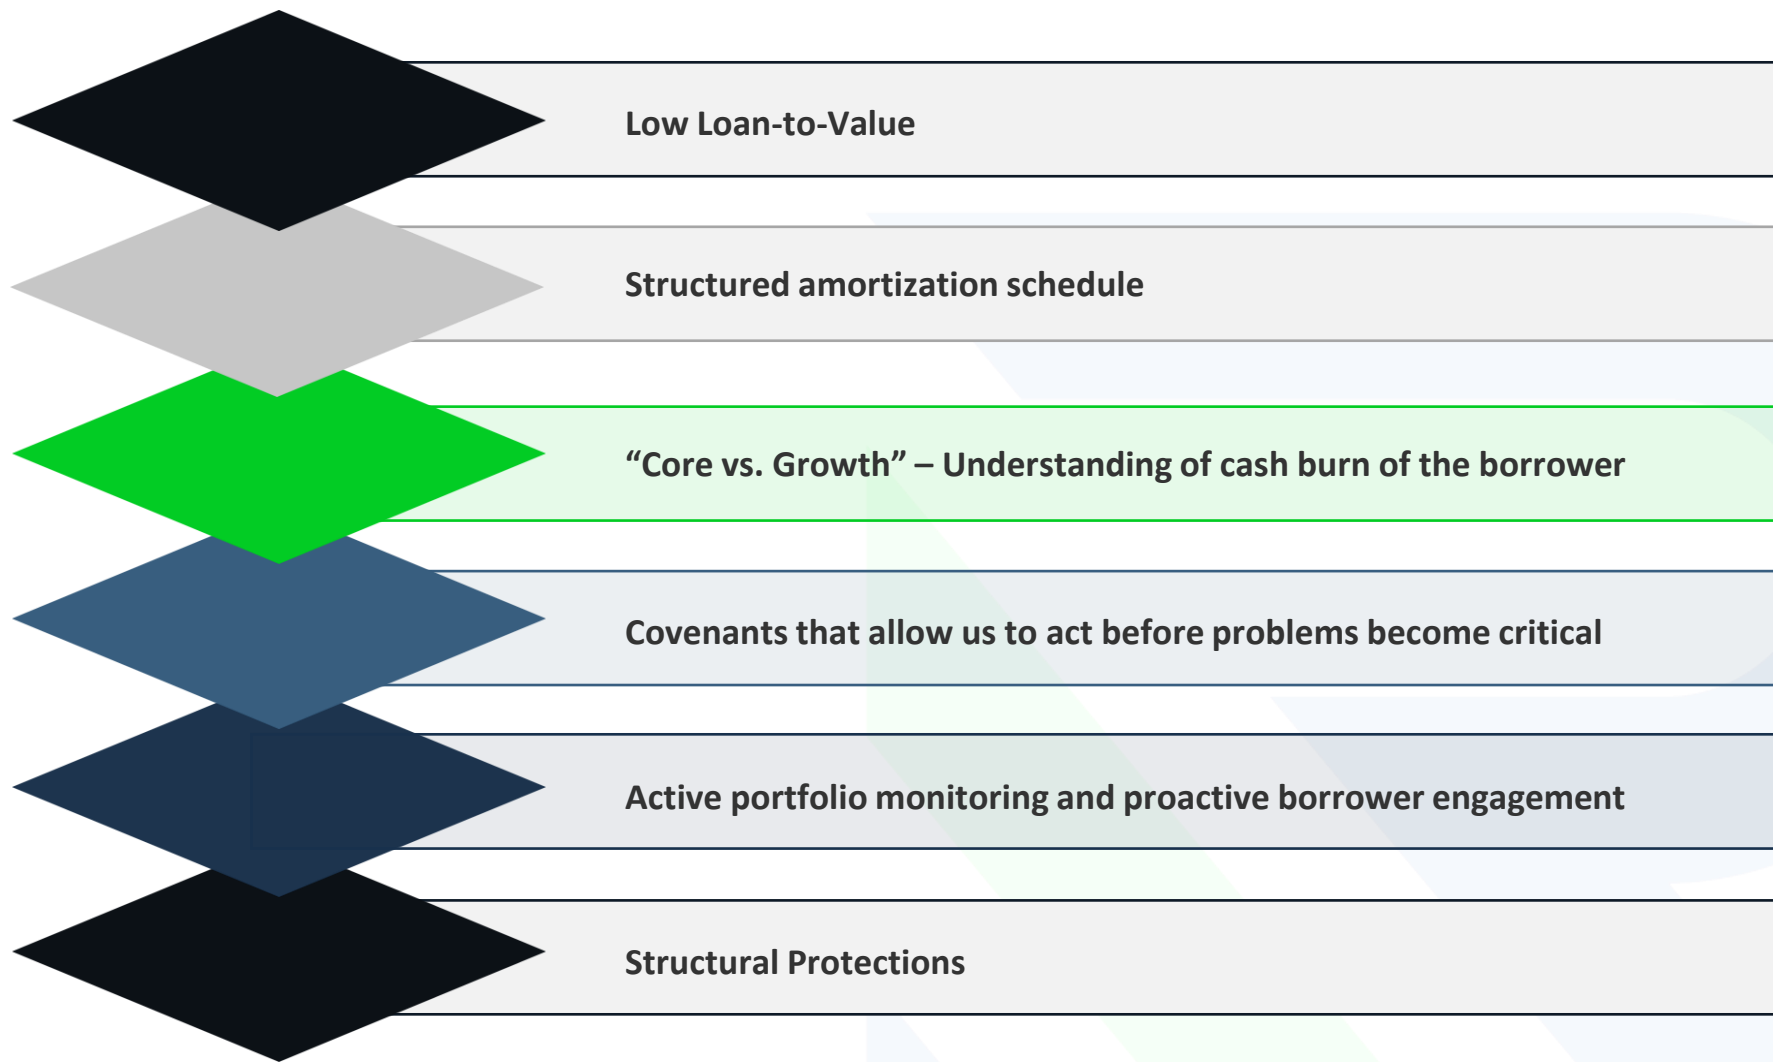 Low Loan-to-Value
Structured amortization schedule
“Core vs. Growth” – Understanding of cash burn of the borrower
Covenants that allow us to act before problems become critical
Active portfolio monitoring and proactive borrower engagement
Structural Protections